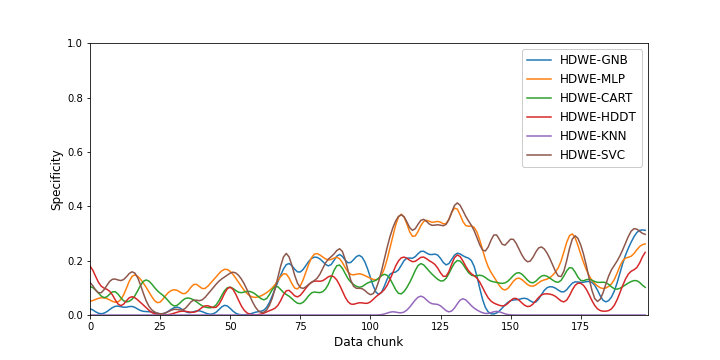 1.0
0.8
0.6
0.4
0.2
0.0
Specificity
0
25
50
75
100
125
150
175
Data chunk
HDWE-GNB
HDWE-MLP
HDWE-CART
HDWE-HDDT
HDWE-KNN
HDWE-SVC